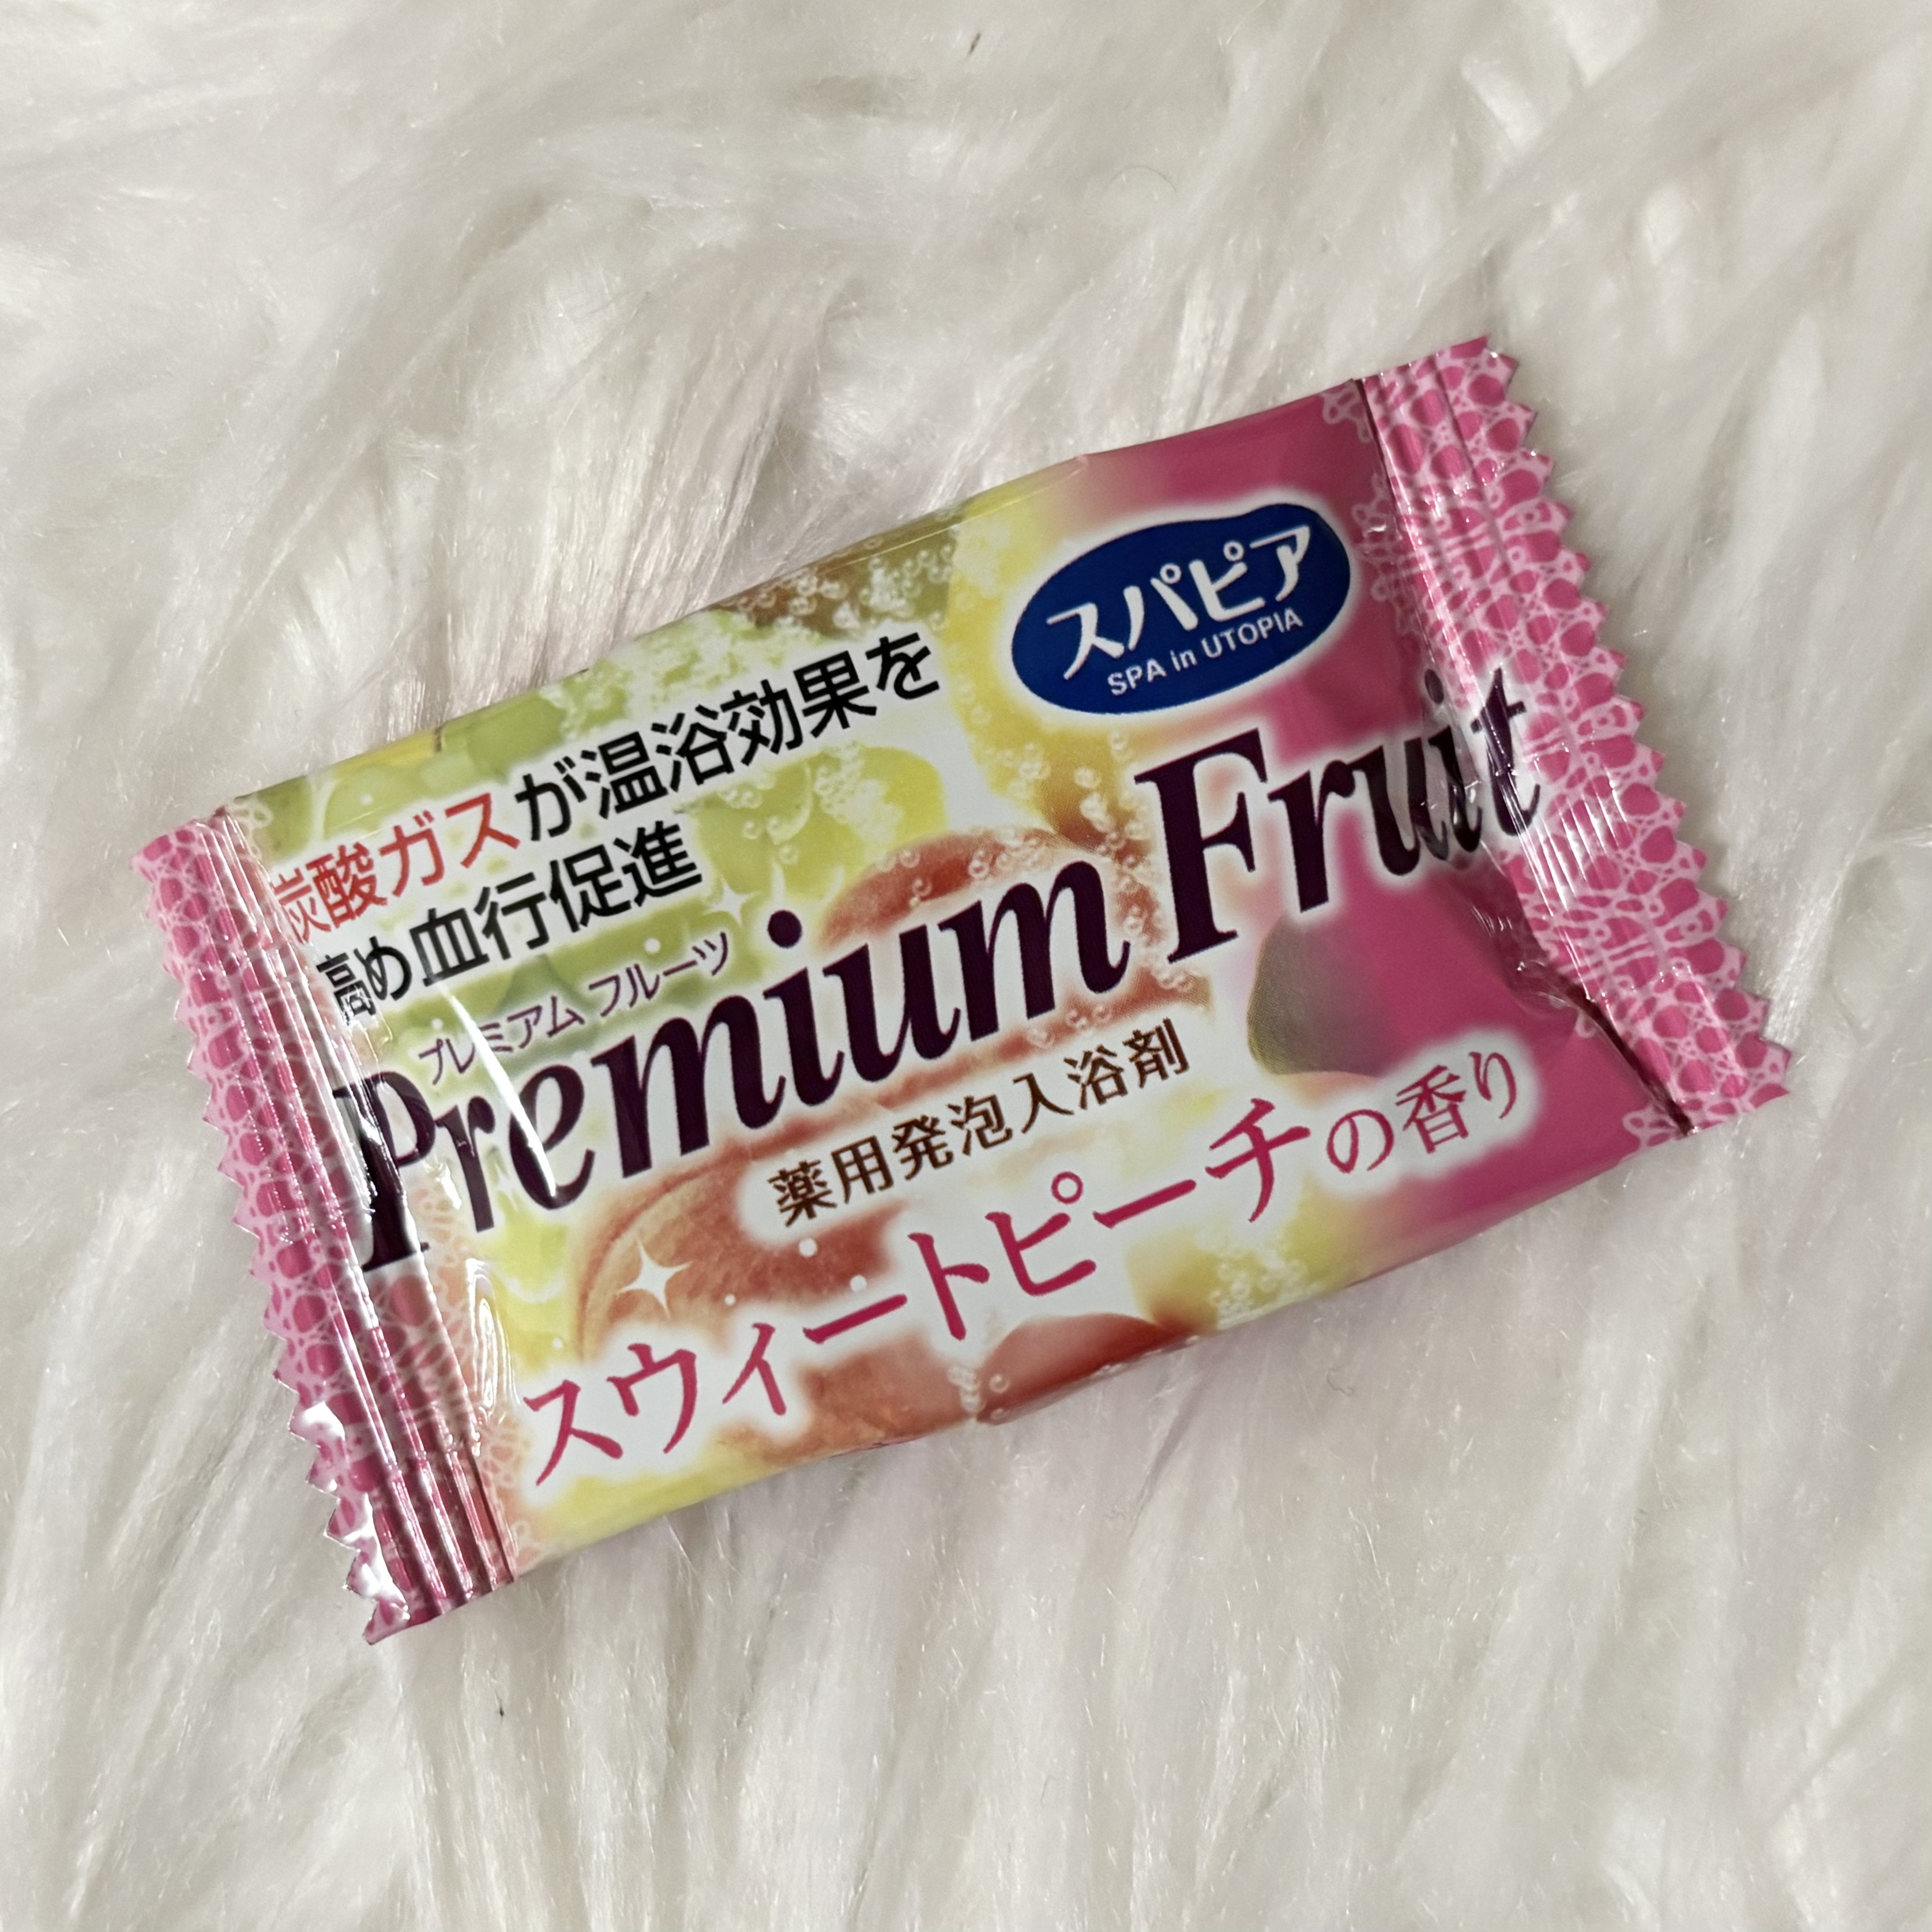 スパピア
SPA in UTOPIA
炭酸ガスが温浴効果を
高め血行促進
プレミアム フルーツ
Premium Fruit
薬用発泡入浴剤
スウィートピーチの香り